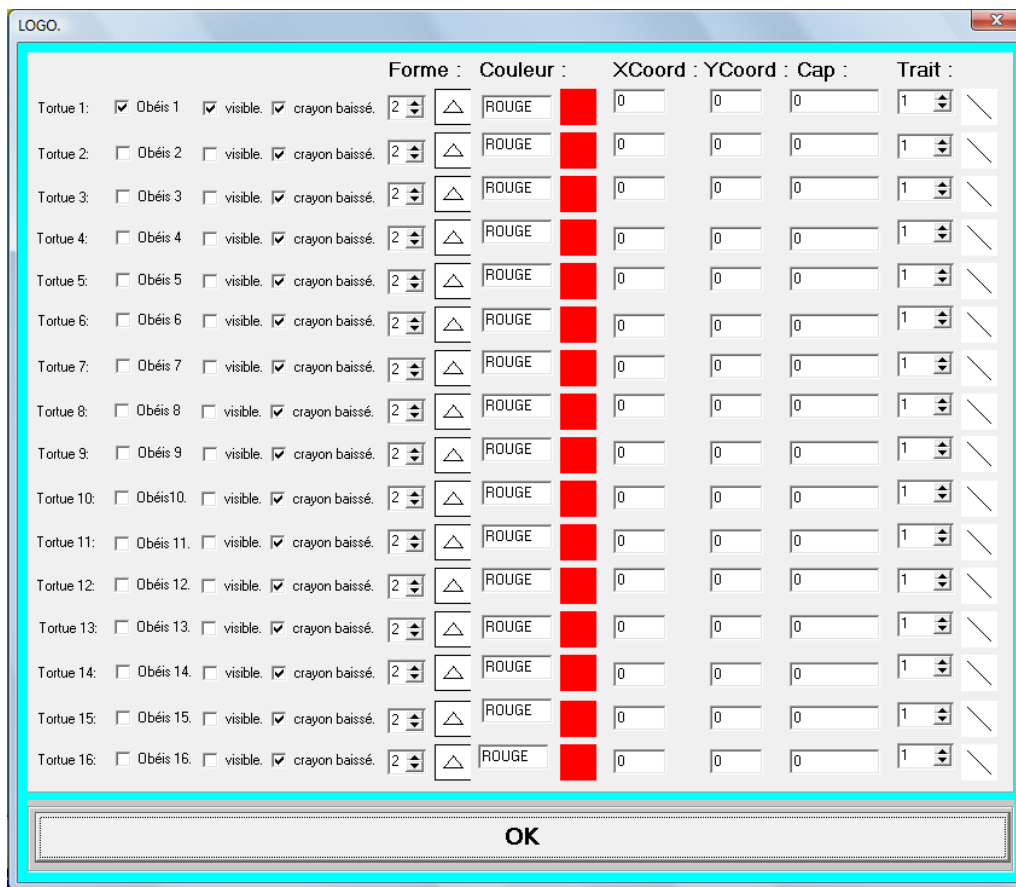 LOGO.
Forme : Couleur : XCoord : YCoord : Cap : Trait :
Tortue 1: Obéis 1 visible. crayon baissé. 2 ROUGE 0 0 0 1
Tortue 2: Obéis 2 visible. crayon baissé. 2 ROUGE 0 0 0 1
Tortue 3: Obéis 3 visible. crayon baissé. 2 ROUGE 0 0 0 1
Tortue 4: Obéis 4 visible. crayon baissé. 2 ROUGE 0 0 0 1
Tortue 5: Obéis 5 visible. crayon baissé. 2 ROUGE 0 0 0 1
Tortue 6: Obéis 6 visible. crayon baissé. 2 ROUGE 0 0 0 1
Tortue 7: Obéis 7 visible. crayon baissé. 2 ROUGE 0 0 0 1
Tortue 8: Obéis 8 visible. crayon baissé. 2 ROUGE 0 0 0 1
Tortue 9: Obéis 9 visible. crayon baissé. 2 ROUGE 0 0 0 1
Tortue 10: Obéis10. visible. crayon baissé. 2 ROUGE 0 0 0 1
Tortue 11: Obéis 11. visible. crayon baissé. 2 ROUGE 0 0 0 1
Tortue 12: Obéis 12. visible. crayon baissé. 2 ROUGE 0 0 0 1
Tortue 13: Obéis 13. visible. crayon baissé. 2 ROUGE 0 0 0 1
Tortue 14: Obéis 14. visible. crayon baissé. 2 ROUGE 0 0 0 1
Tortue 15: Obéis 15. visible. crayon baissé. 2 ROUGE 0 0 0 1
Tortue 16: Obéis 16. visible. crayon baissé. 2 ROUGE 0 0 0 1
OK